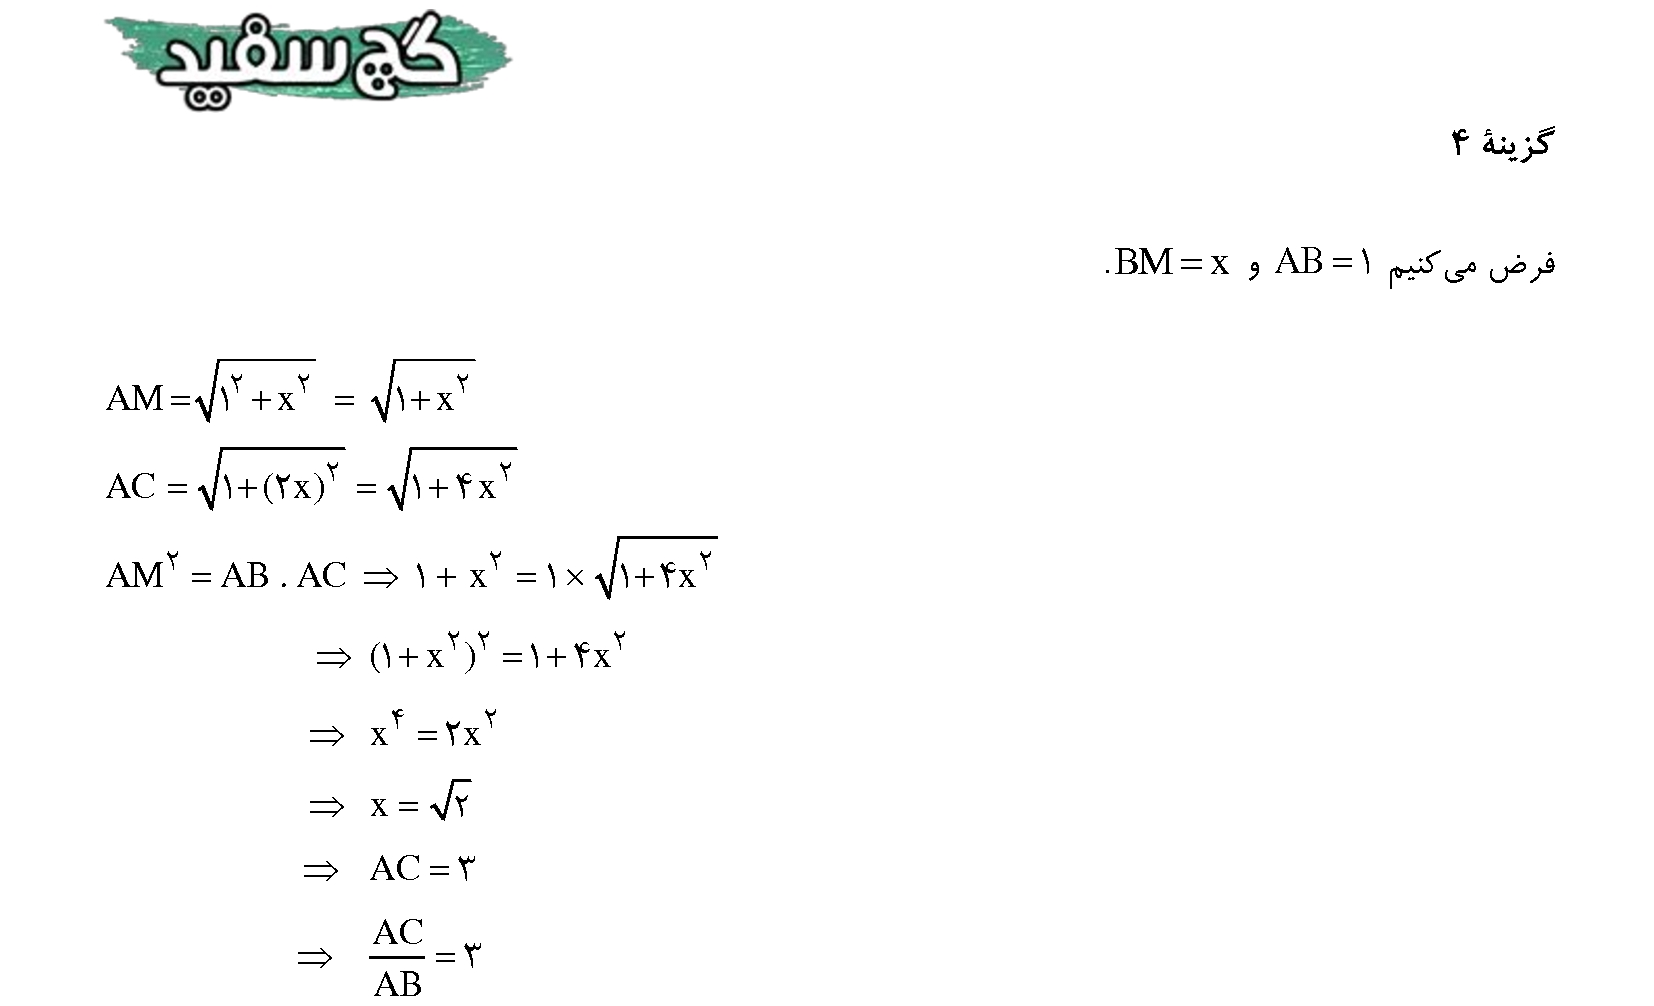 گچ سفید
گزینهٔ ۴
فرض می‌کنیم AB = ۱ و BM = x.
AM = √(۱^۲ + x^۲) = √(۱ + x^۲)
AC = √(۱ + (۲x)^۲) = √(۱ + ۴x^۲)
AM^۲ = AB . AC ⇒ ۱ + x^۲ = ۱ × √(۱ + ۴x^۲)
⇒ (۱ + x^۲)^۲ = ۱ + ۴x^۲
⇒ x^۴ = ۲x^۲
⇒ x = √۲
⇒ AC = ۳
⇒ AC/AB = ۳